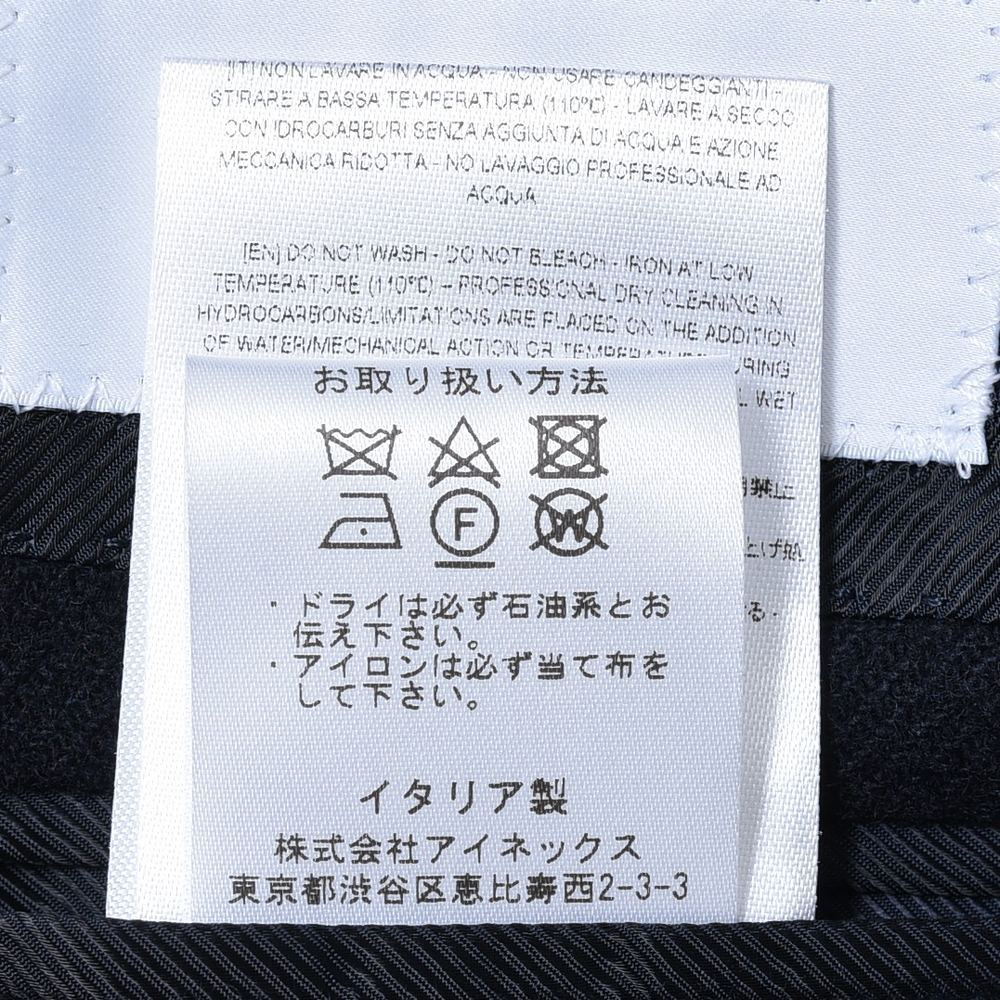 [IT] NON LAVARE IN ACQUA - NON USARE CANDEGGIANTI -
STIRARE A BASSA TEMPERATURA (110°C) - LAVARE A SECCO
CON IDROCARBURI SENZA AGGIUNTA DI ACQUA E AZIONE
MECCANICA RIDOTTA - NO LAVAGGIO PROFESSIONALE AD
ACQUA
[EN] DO NOT WASH - DO NOT BLEACH - IRON AT LOW
TEMPERATURE (110°C) – PROFESSIONAL DRY CLEANING IN
HYDROCARBONS/LIMITATIONS ARE PLACED ON THE ADDITION
OF WATER/MECHANICAL ACTION OR TEMPERATURE
WET
お取り扱い方法
F
W
・ドライは必ず石油系とお
伝え下さい。
・アイロンは必ず当て布を
して下さい。
イタリア製
株式会社アイネックス
東京都渋谷区恵比寿西2-3-3